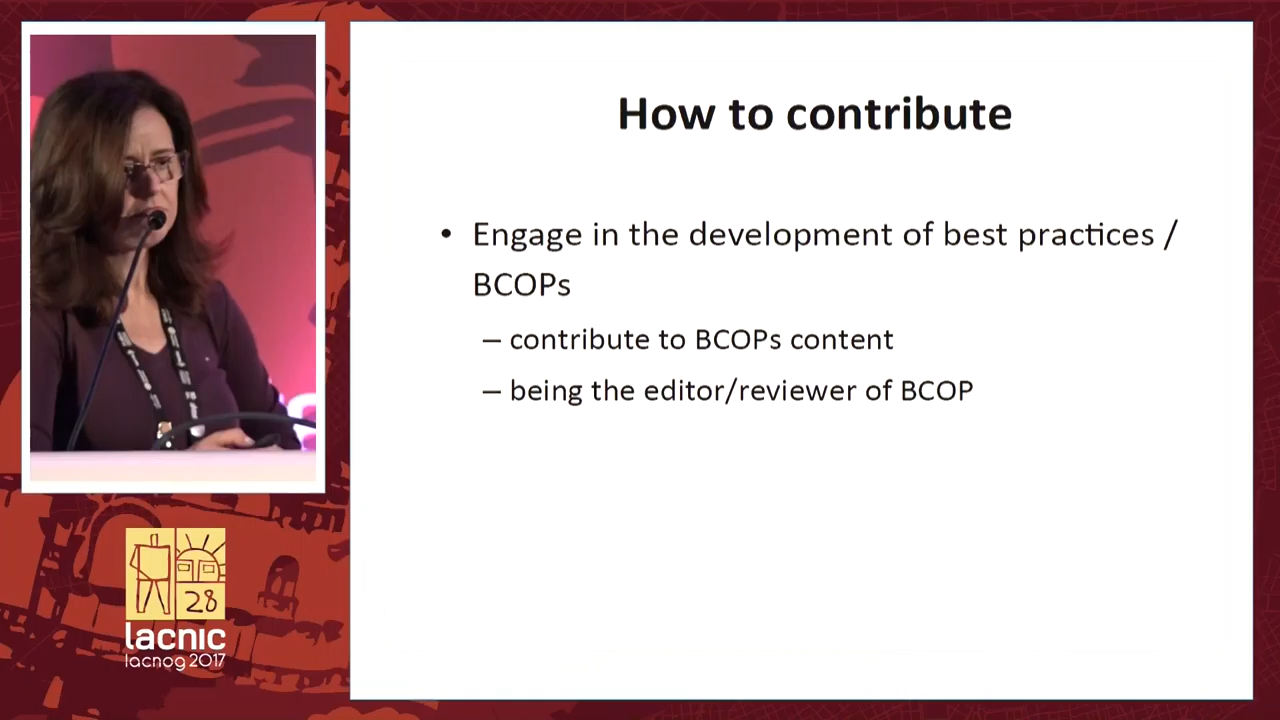 How to contribute
• Engage in the development of best practices /
BCOPs
– contribute to BCOPs content
– being the editor/reviewer of BCOP
28
lacnic
lacnog 2017